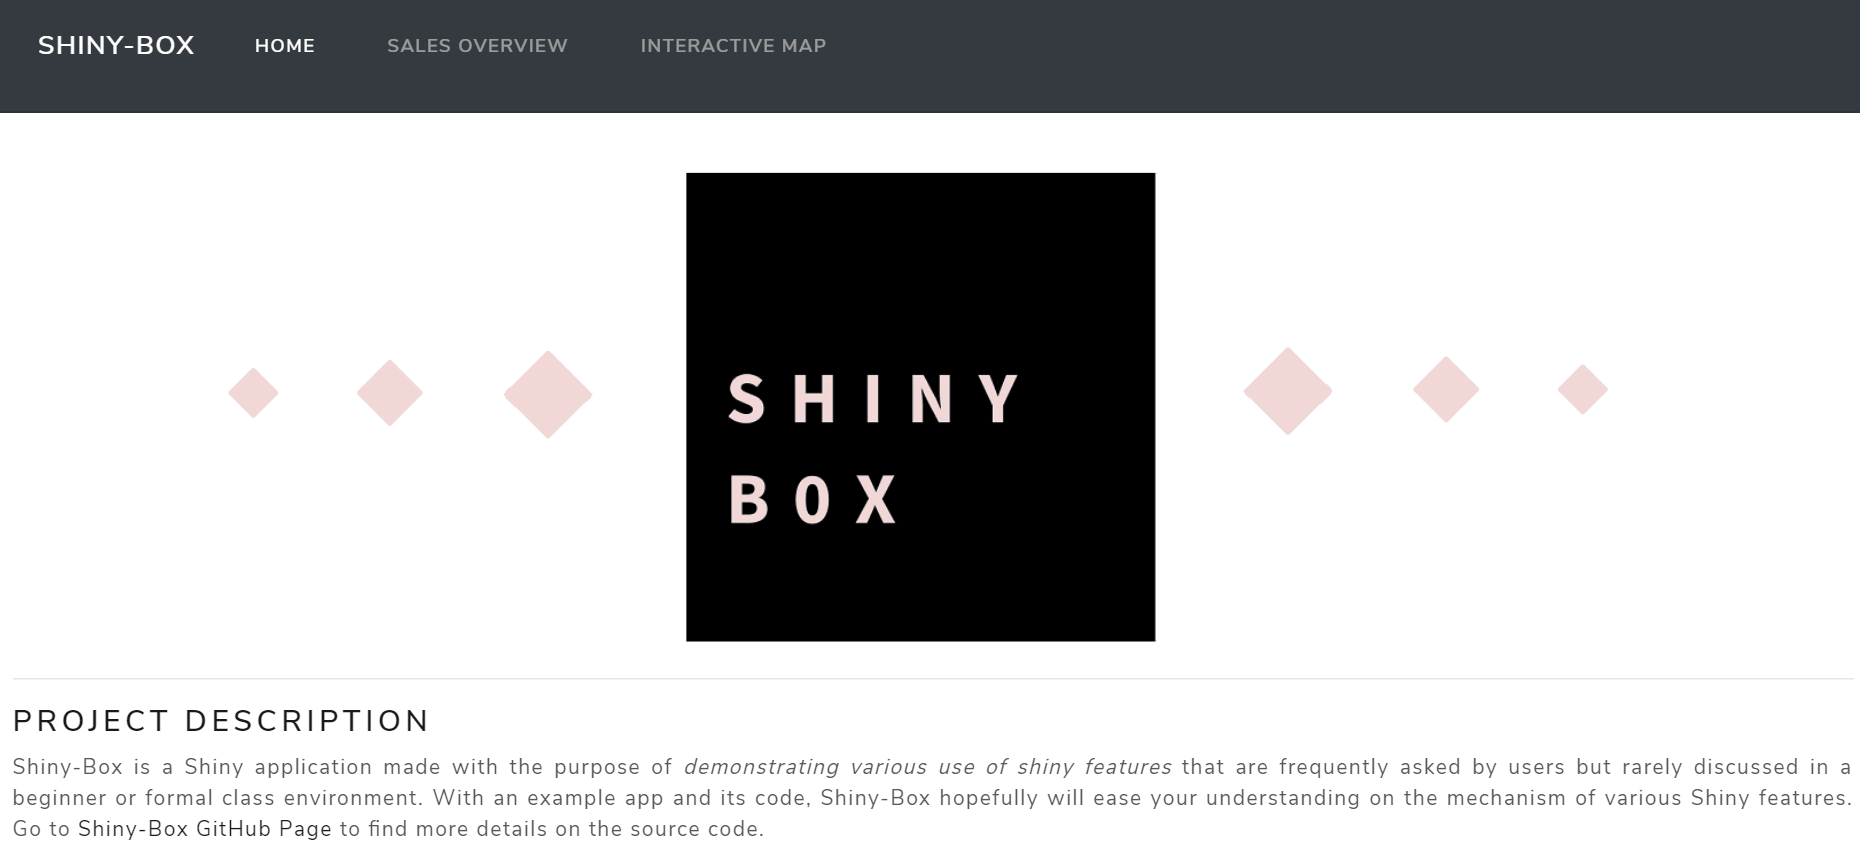 SHINY-BOX HOME SALES OVERVIEW INTERACTIVE MAP
SHINY
BOX
PROJECT DESCRIPTION
Shiny-Box is a Shiny application made with the purpose of demonstrating various use of shiny features that are frequently asked by users but rarely discussed in a
beginner or formal class environment. With an example app and its code, Shiny-Box hopefully will ease your understanding on the mechanism of various Shiny features.
Go to Shiny-Box GitHub Page to find more details on the source code.